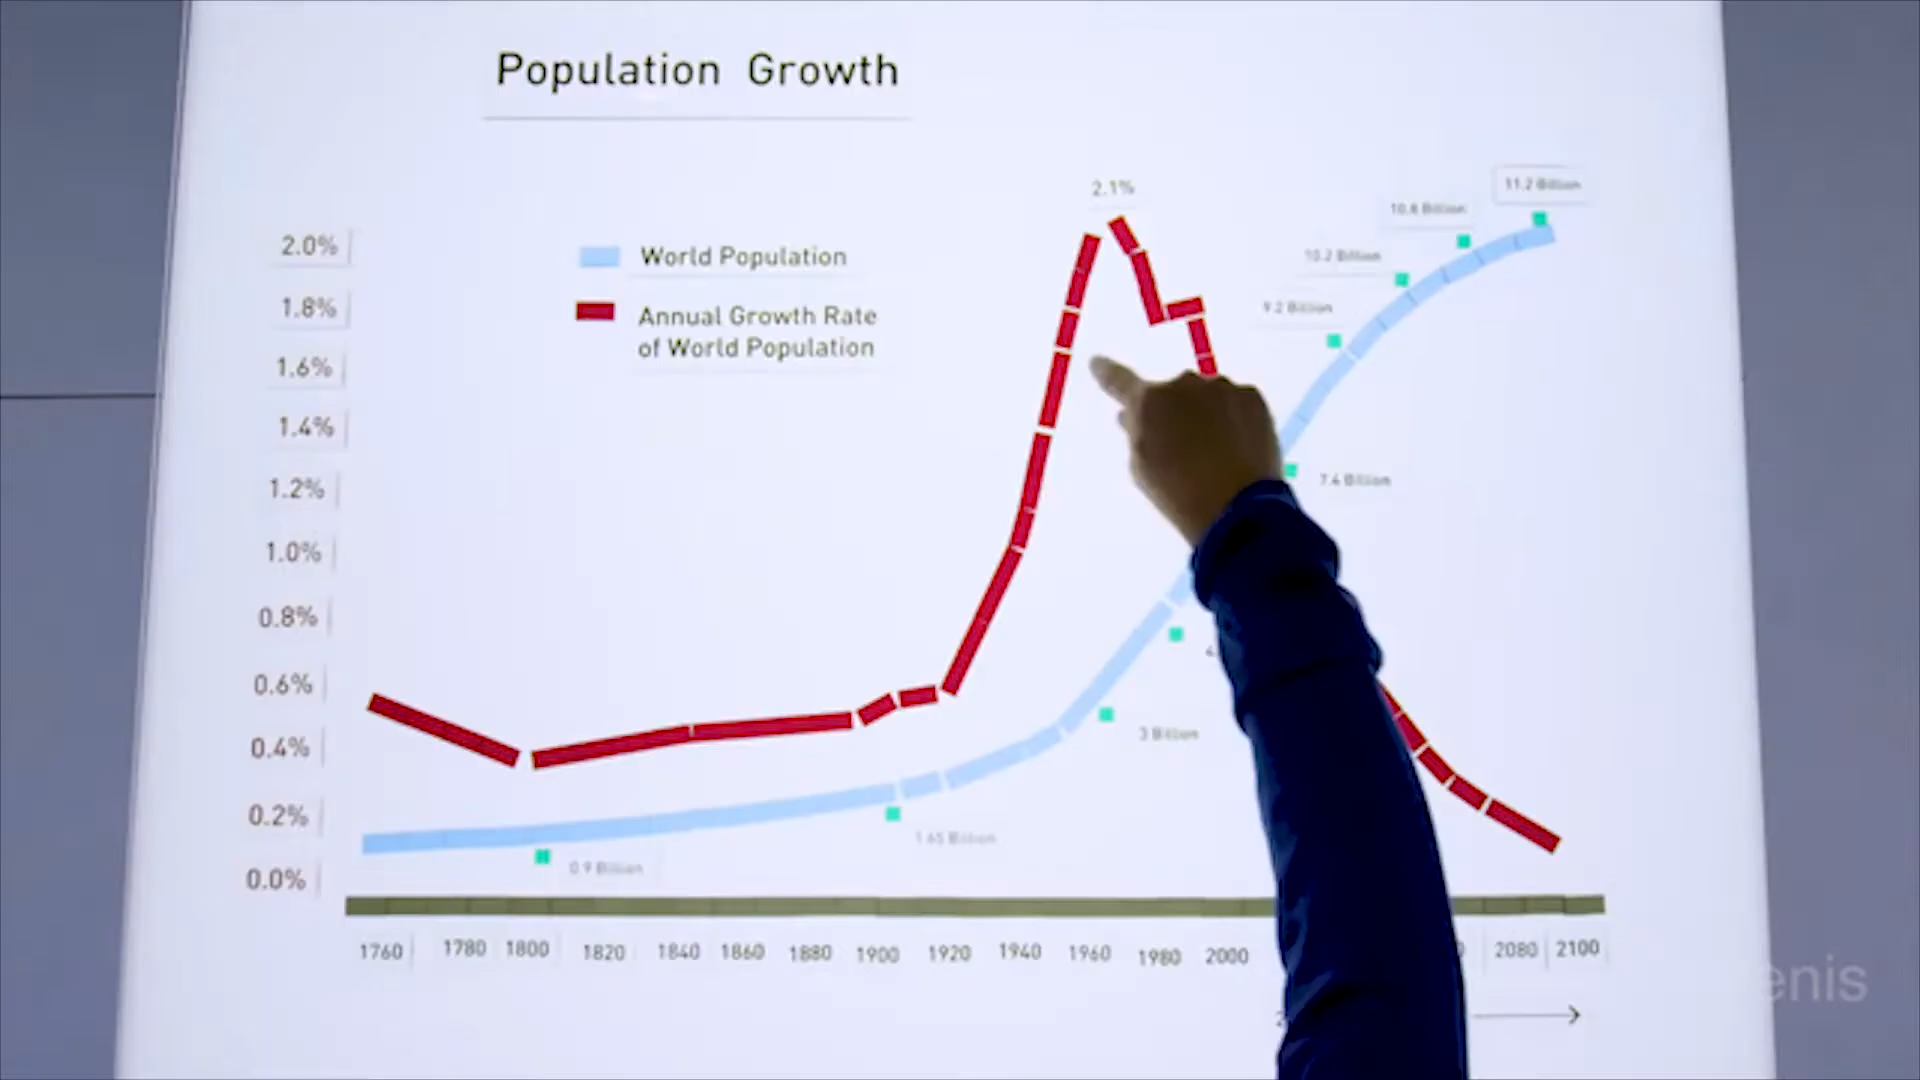 Population Growth
2.1%
11.2 Billion
10.8 Billion
10.2 Billion
9.2 Billion
7.4 Billion
3 Billion
1.65 Billion
0.9 Billion
World Population
Annual Growth Rate
of World Population
2.0%
1.8%
1.6%
1.4%
1.2%
1.0%
0.8%
0.6%
0.4%
0.2%
0.0%
1760 1780 1800 1820 1840 1860 1880 1900 1920 1940 1960 1980 2000 2080 2100
enis